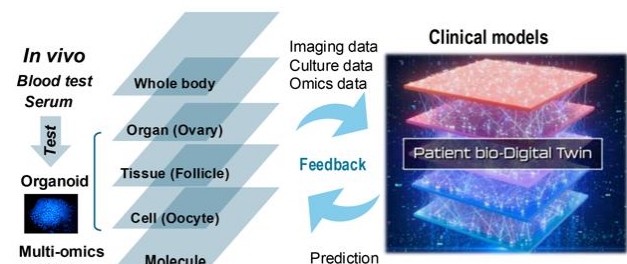 In vivo
Blood test
Serum
Test
Organoid
Multi-omics
Whole body
Organ (Ovary)
Tissue (Follicle)
Cell (Oocyte)
Molecule
Imaging data
Culture data
Omics data
Feedback
Prediction
Clinical models
Patient bio-Digital Twin